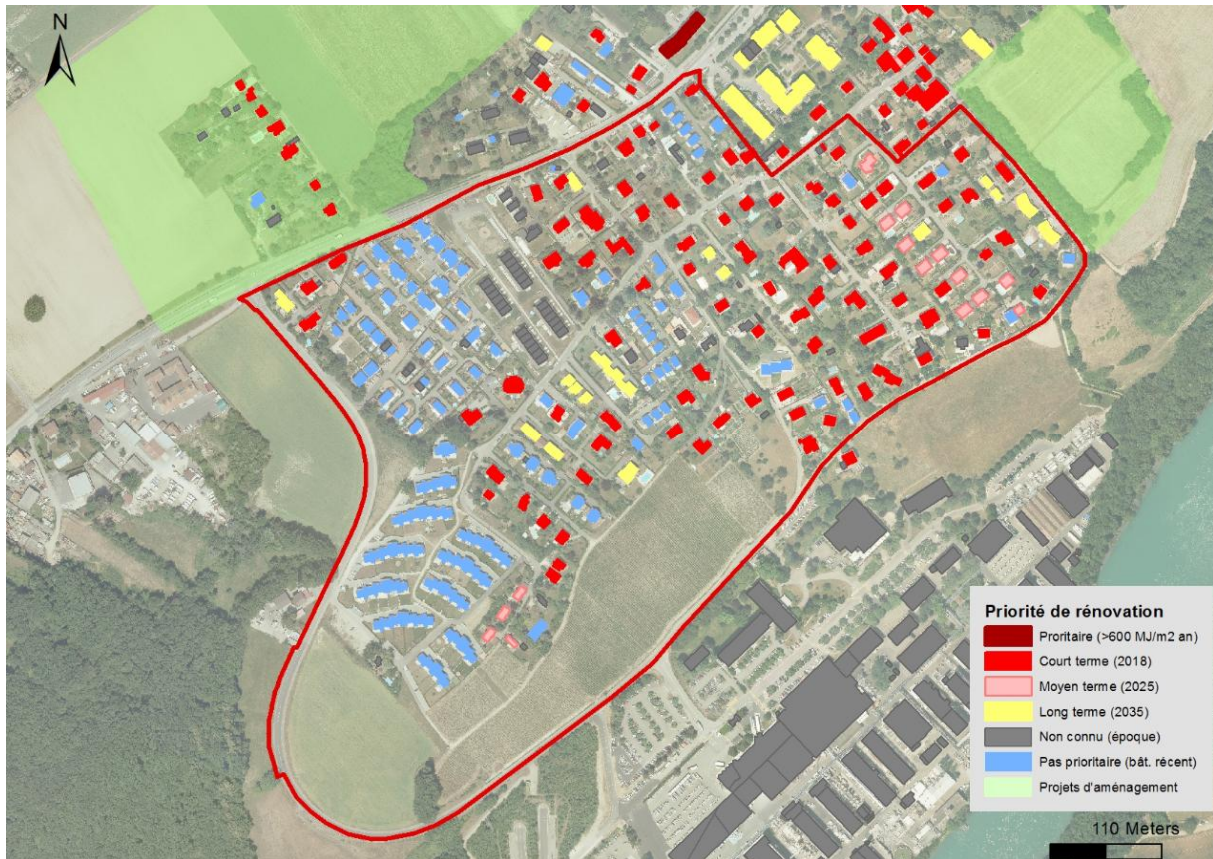 N
Priorité de rénovation
Proritaire (>600 MJ/m2 an)
Court terme (2018)
Moyen terme (2025)
Long terme (2035)
Non connu (époque)
Pas prioritaire (bât. récent)
Projets d'aménagement
110 Meters